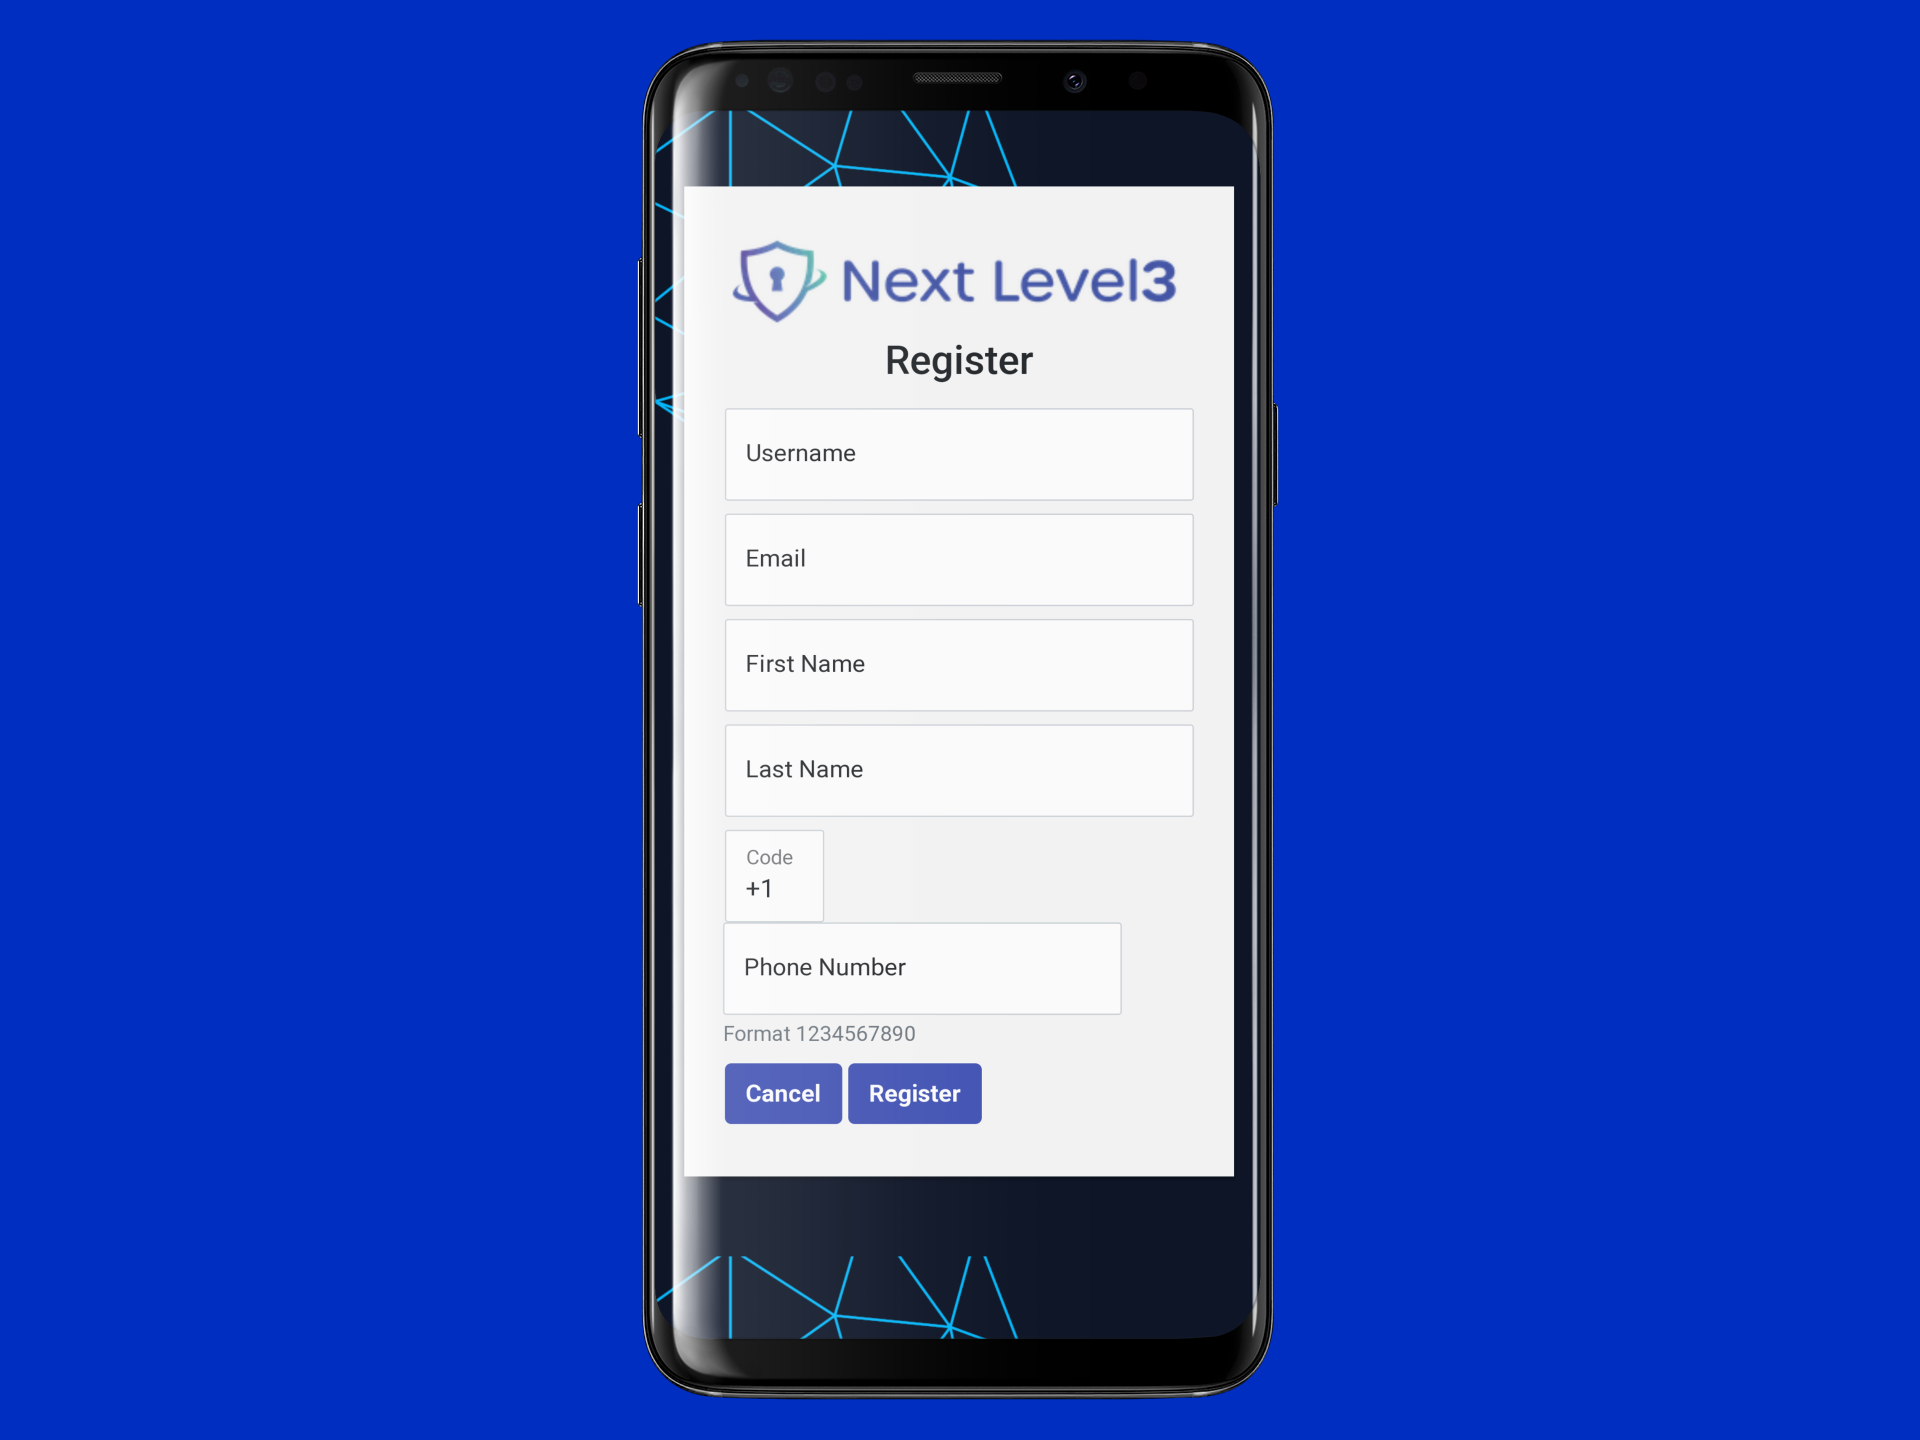 Next Level3
Register
Username
Email
First Name
Last Name
Code
+1
Phone Number
Format 1234567890
Cancel Register